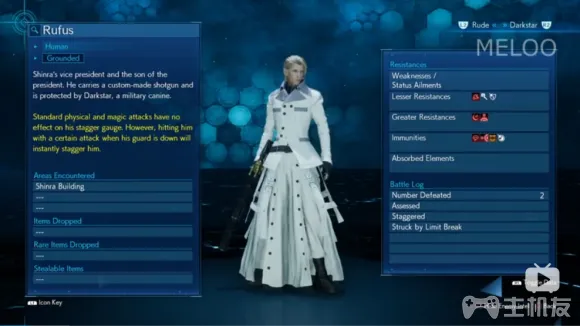 Rufus
Human
Grounded
Shinra's vice president and the son of the
president. He carries a custom-made shotgun and
is protected by Darkstar, a military canine.
Standard physical and magic attacks have no
effect on his stagger gauge. However, hitting him
with a certain attack when his guard is down will
instantly stagger him.
Areas Encountered
Shinra Building
---
---
Items Dropped
---
Rare Items Dropped
---
Stealable Items
---
Icon Key
Rude
Darkstar
MELOO
Resistances
Weaknesses /
Status Ailments
Lesser Resistances
Greater Resistances
Immunities
Absorbed Elements
Battle Log
Number Defeated 2
Assessed
Staggered
Struck by Limit Break
主机友